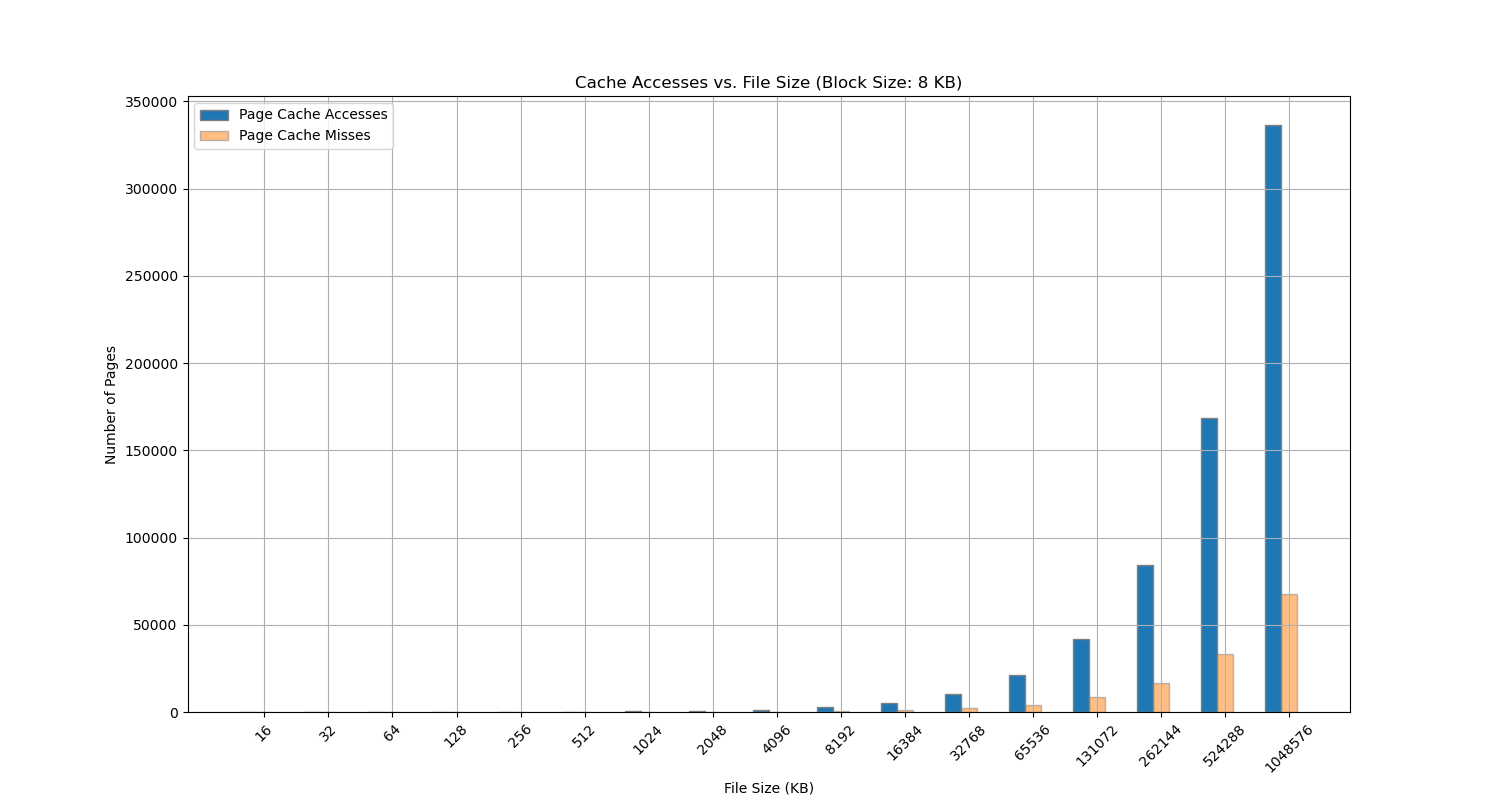 Cache Accesses vs. File Size (Block Size: 8 KB)
Page Cache Accesses
Page Cache Misses
Number of Pages
350000
300000
250000
200000
150000
100000
50000
0
16 32 64 128 256 512 1024 2048 4096 8192 16384 32768 65536 131072 262144 524288 1048576
File Size (KB)